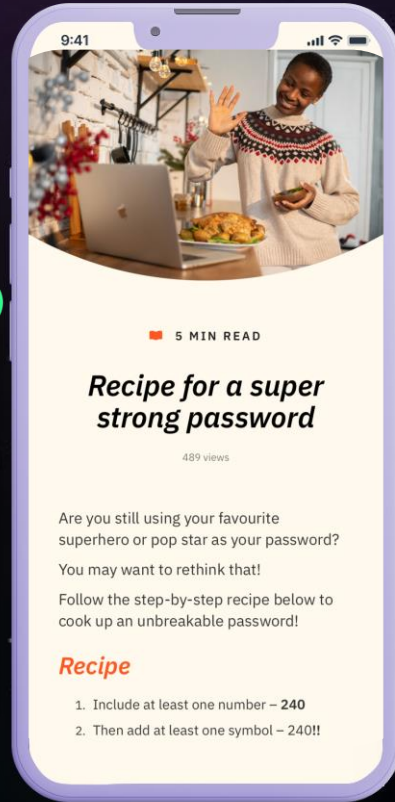 9:41
5 MIN READ
Recipe for a super
strong password
489 views
Are you still using your favourite
superhero or pop star as your password?
You may want to rethink that!
Follow the step-by-step recipe below to
cook up an unbreakable password!
Recipe
1. Include at least one number – 240
2. Then add at least one symbol – 240!!